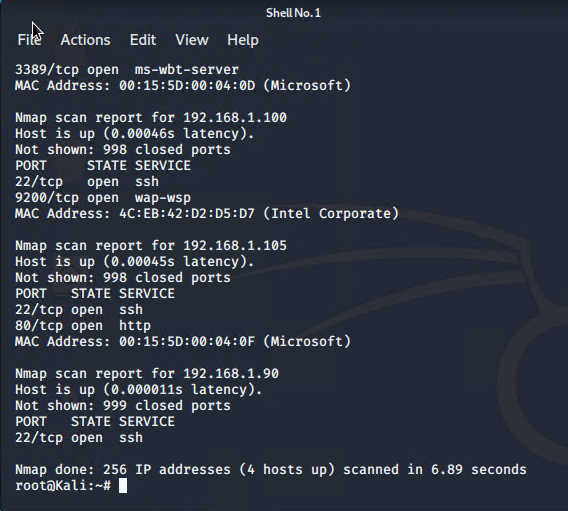 Shell No. 1
File Actions Edit View Help
3389/tcp open  ms-wbt-server
MAC Address: 00:15:5D:00:04:0D (Microsoft)
Nmap scan report for 192.168.1.100
Host is up (0.00046s latency).
Not shown: 998 closed ports
PORT     STATE SERVICE
22/tcp   open  ssh
9200/tcp open  wap-wsp
MAC Address: 4C:EB:42:D2:D5:D7 (Intel Corporate)
Nmap scan report for 192.168.1.105
Host is up (0.00045s latency).
Not shown: 998 closed ports
PORT   STATE SERVICE
22/tcp open  ssh
80/tcp open  http
MAC Address: 00:15:5D:00:04:0F (Microsoft)
Nmap scan report for 192.168.1.90
Host is up (0.000011s latency).
Not shown: 999 closed ports
PORT   STATE SERVICE
22/tcp open  ssh
Nmap done: 256 IP addresses (4 hosts up) scanned in 6.89 seconds
root@Kali:~#